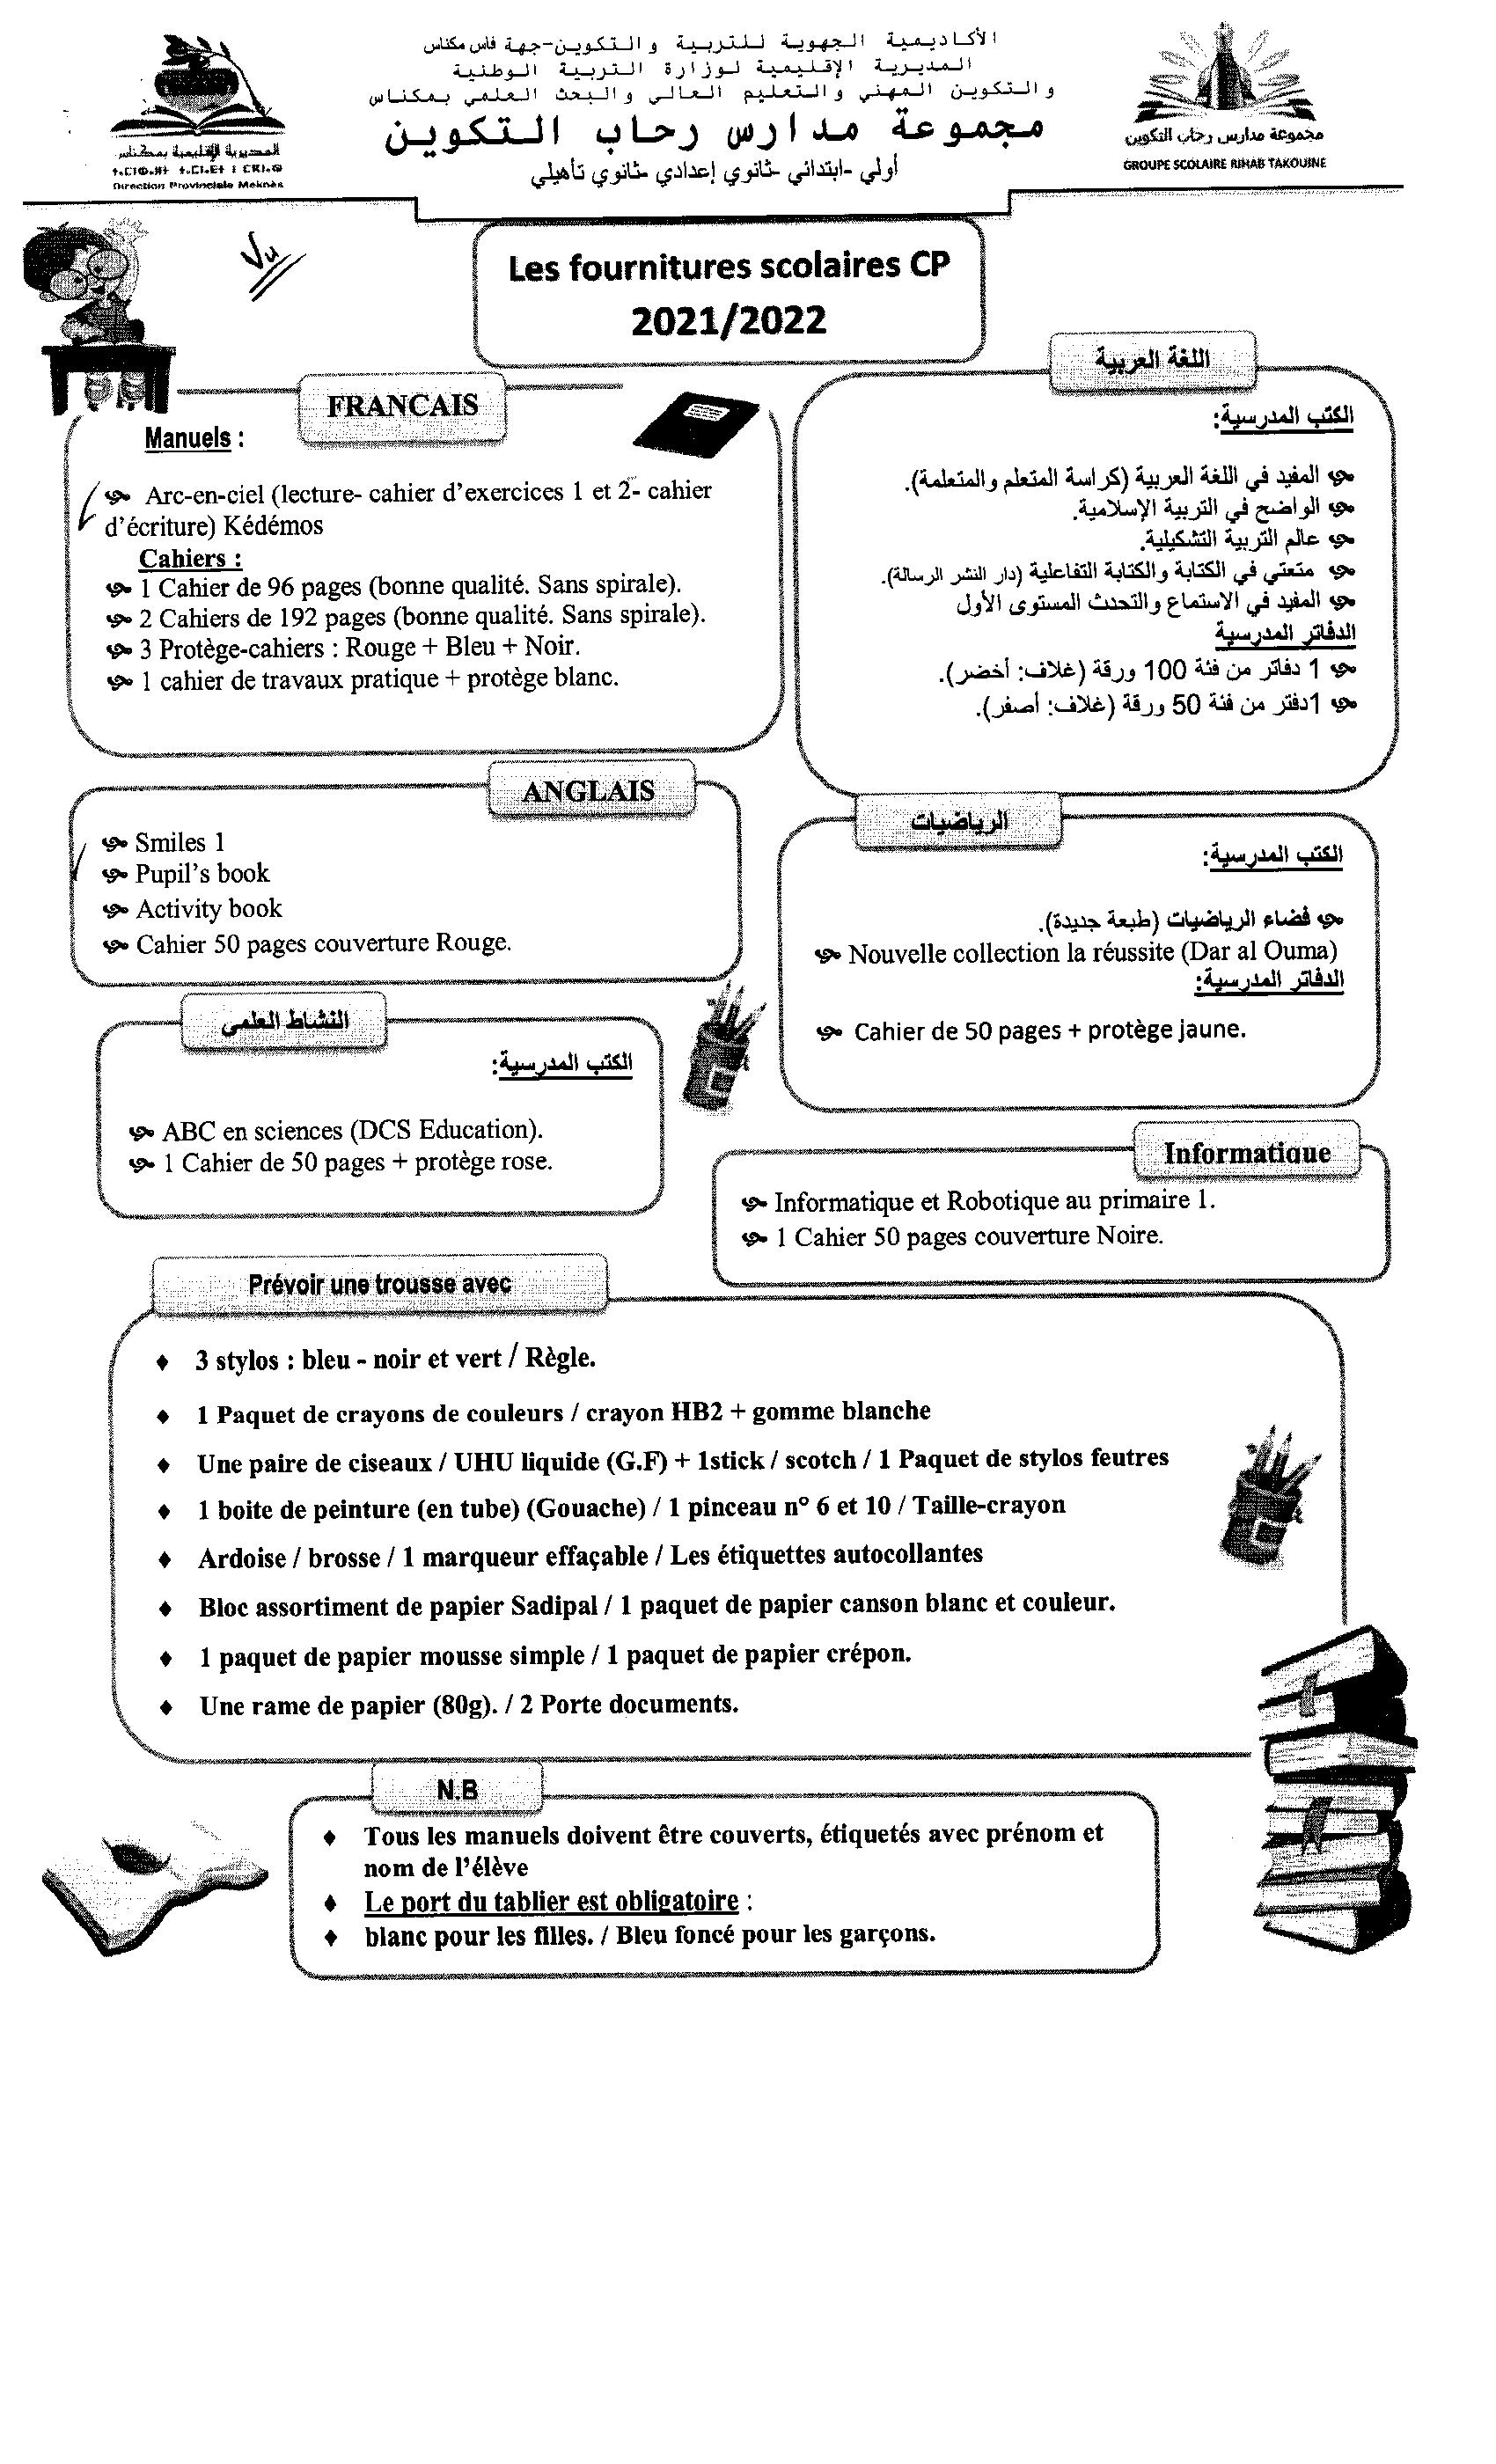 الأكاديمية الجهوية للتربية والتكوين-جهة فاس مكناس
المديرية الإقليمية لوزارة التربية الوطنية
والتكوين المهني والتعليم العالي والبحث العلمي بمكناس
مجموعة مدارس رحاب التكوين
أولي -ابتدائي -ثانوي إعدادي -ثانوي تأهيلي
المديرية الإقليمية بمكناس
Direction Provinciale Meknès
مجموعة مدارس رحاب التكوين
GROUPE SCOLAIRE RIHAB TAKOUINE
Vu
Les fournitures scolaires CP
2021/2022
FRANCAIS
Manuels :
Arc-en-ciel (lecture- cahier d'exercices 1 et 2- cahier
d'écriture) Kédémos
Cahiers :
1 Cahier de 96 pages (bonne qualité. Sans spirale).
2 Cahiers de 192 pages (bonne qualité. Sans spirale).
3 Protège-cahiers : Rouge + Bleu + Noir.
1 cahier de travaux pratique + protège blanc.
اللغة العربية
الكتب المدرسية:
المفيد في اللغة العربية (كراسة المتعلم والمتعلمة).
الواضح في التربية الإسلامية.
عالم التربية التشكيلية.
متعتي في الكتابة والكتابة التفاعلية (دار النشر الرسالة).
المفيد في الاستماع والتحدث المستوى الأول
الدفاتر المدرسية
1 دفاتر من فئة 100 ورقة (غلاف: أخضر).
1دفتر من فئة 50 ورقة (غلاف: أصفر).
ANGLAIS
Smiles 1
Pupil's book
Activity book
Cahier 50 pages couverture Rouge.
الرياضيات
الكتب المدرسية:
فضاء الرياضيات (طبعة جديدة).
Nouvelle collection la réussite (Dar al Ouma)
الدفاتر المدرسية:
Cahier de 50 pages + protège jaune.
النشاط العلمي
الكتب المدرسية:
ABC en sciences (DCS Education).
1 Cahier de 50 pages + protège rose.
Informatique
Informatique et Robotique au primaire 1.
1 Cahier 50 pages couverture Noire.
Prévoir une trousse avec
♦ 3 stylos : bleu - noir et vert / Règle.
♦ 1 Paquet de crayons de couleurs / crayon HB2 + gomme blanche
♦ Une paire de ciseaux / UHU liquide (G.F) + 1stick / scotch / 1 Paquet de stylos feutres
♦ 1 boite de peinture (en tube) (Gouache) / 1 pinceau n° 6 et 10 / Taille-crayon
♦ Ardoise / brosse / 1 marqueur effaçable / Les étiquettes autocollantes
♦ Bloc assortiment de papier Sadipal / 1 paquet de papier canson blanc et couleur.
♦ 1 paquet de papier mousse simple / 1 paquet de papier crépon.
♦ Une rame de papier (80g). / 2 Porte documents.
N.B
♦ Tous les manuels doivent être couverts, étiquetés avec prénom et
nom de l'élève
♦ Le port du tablier est obligatoire :
♦ blanc pour les filles. / Bleu foncé pour les garçons.